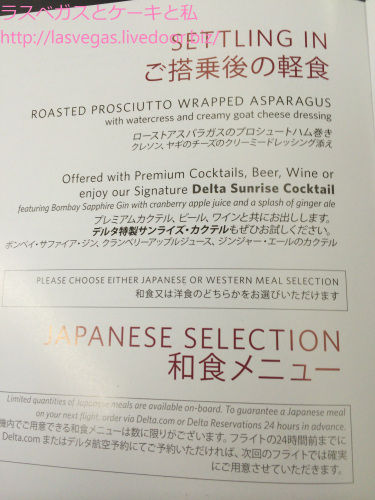 ラスベガスとケーキと私
http://lasvegas.livedoor.biz/
SETTLING IN
ご搭乗後の軽食
ROASTED PROSCIUTTO WRAPPED ASPARAGUS
with watercress and creamy goat cheese dressing
ローストアスパラガスのプロシュートハム巻き
クレソン、ヤギのチーズのクリーミードレッシング添え
Offered with Premium Cocktails, Beer, Wine or
enjoy our Signature Delta Sunrise Cocktail
featuring Bombay Sapphire Gin with cranberry apple juice and a splash of ginger ale
プレミアムカクテル、ビール、ワインと共にお出しします。
デルタ特製サンライズ・カクテルもぜひお試しください。
ボンベイ・サファイア・ジン、クランベリーアップルジュース、ジンジャー・エールのカクテル
PLEASE CHOOSE EITHER JAPANESE OR WESTERN MEAL SELECTION
和食又は洋食のどちらかをお選びいただけます
JAPANESE SELECTION
和食メニュー
Limited quantities of Japanese meals are available on-board. To guarantee a Japanese meal
on your next flight, order via Delta.com or Delta Reservations 24 hours in advance.
機内でご用意できる和食メニューは数に限りがございます。フライトの24時間前までに
Delta.com またはデルタ航空予約にてご予約いただければ、次回のフライトでは確実
にご用意させていただきます。